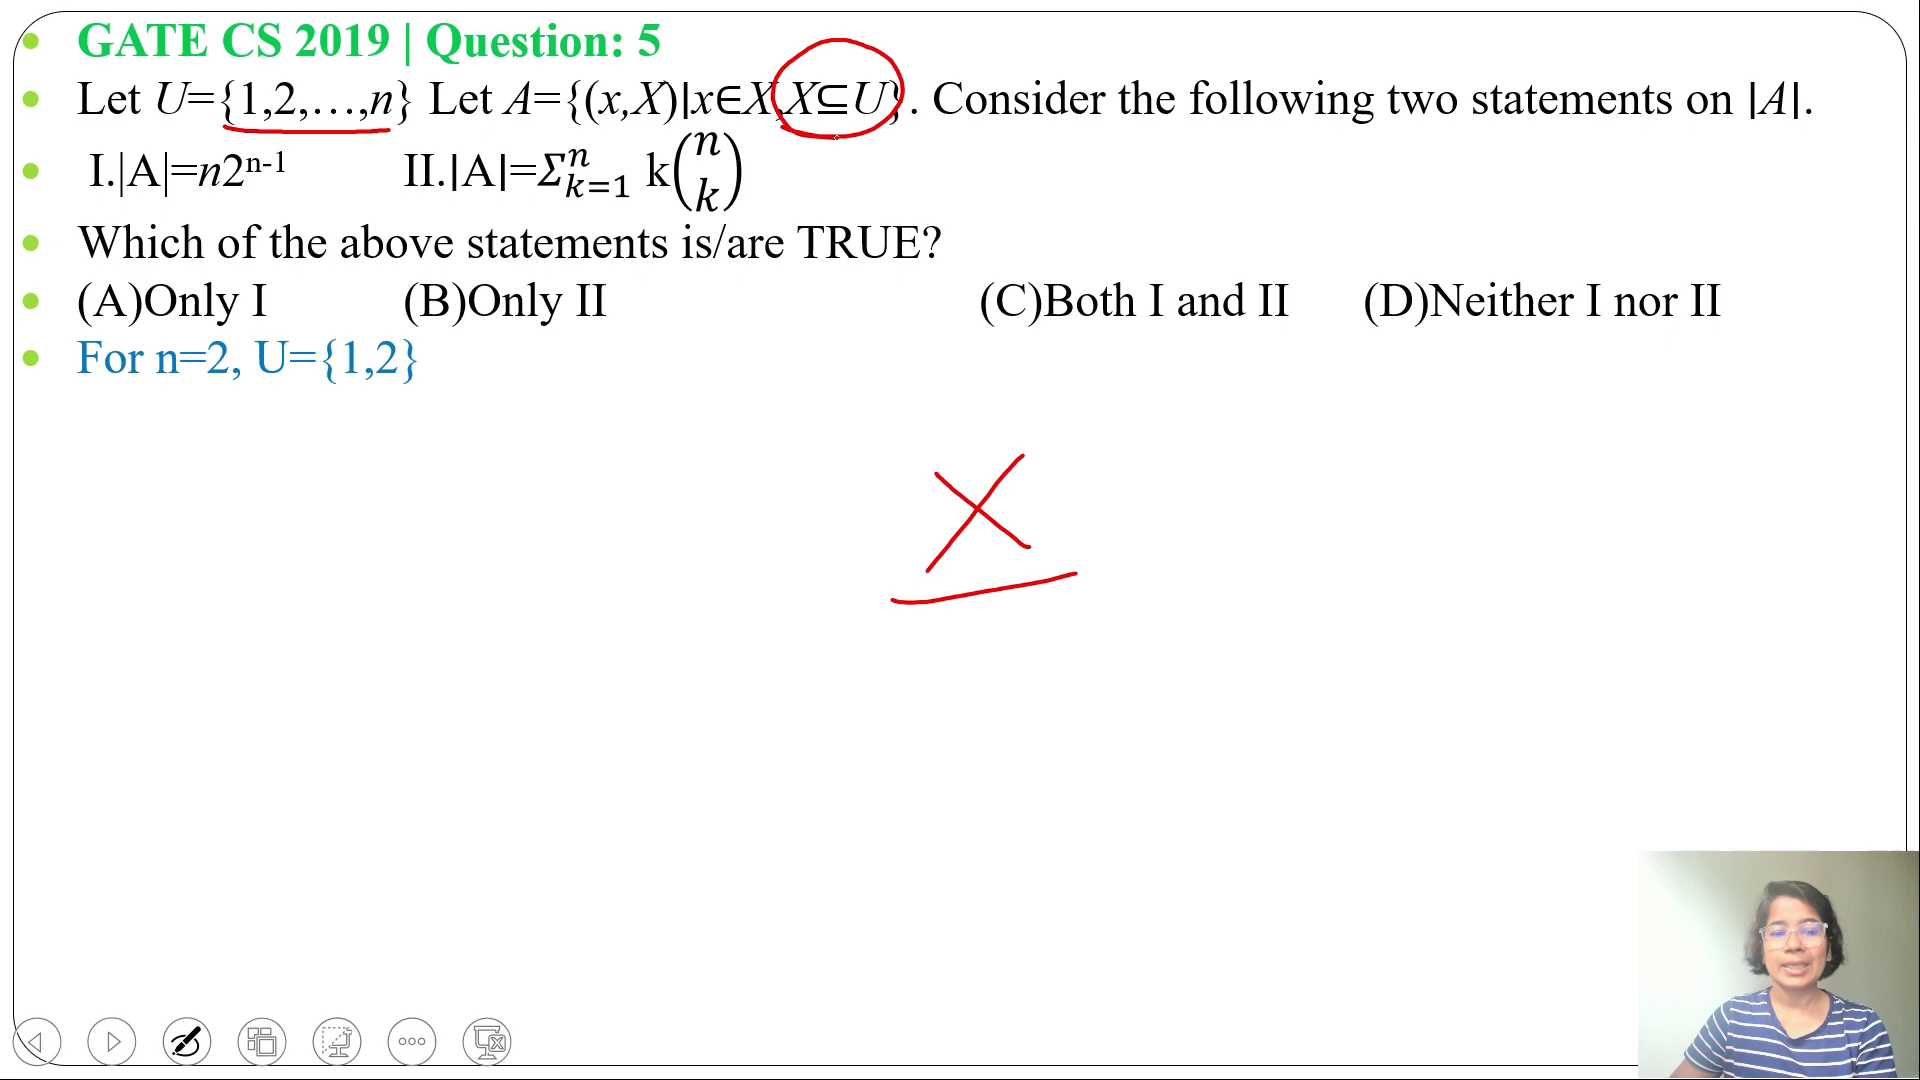 GATE CS 2019 | Question: 5
Let U={1,2,…,n} Let A={(x,X)|x∈X,X⊆U}. Consider the following two statements on |A|.
I.|A|=n2ⁿ⁻¹ II.|A|=Σⁿₖ₌₁ k(n k)
Which of the above statements is/are TRUE?
(A)Only I (B)Only II (C)Both I and II (D)Neither I nor II
For n=2, U={1,2}
X